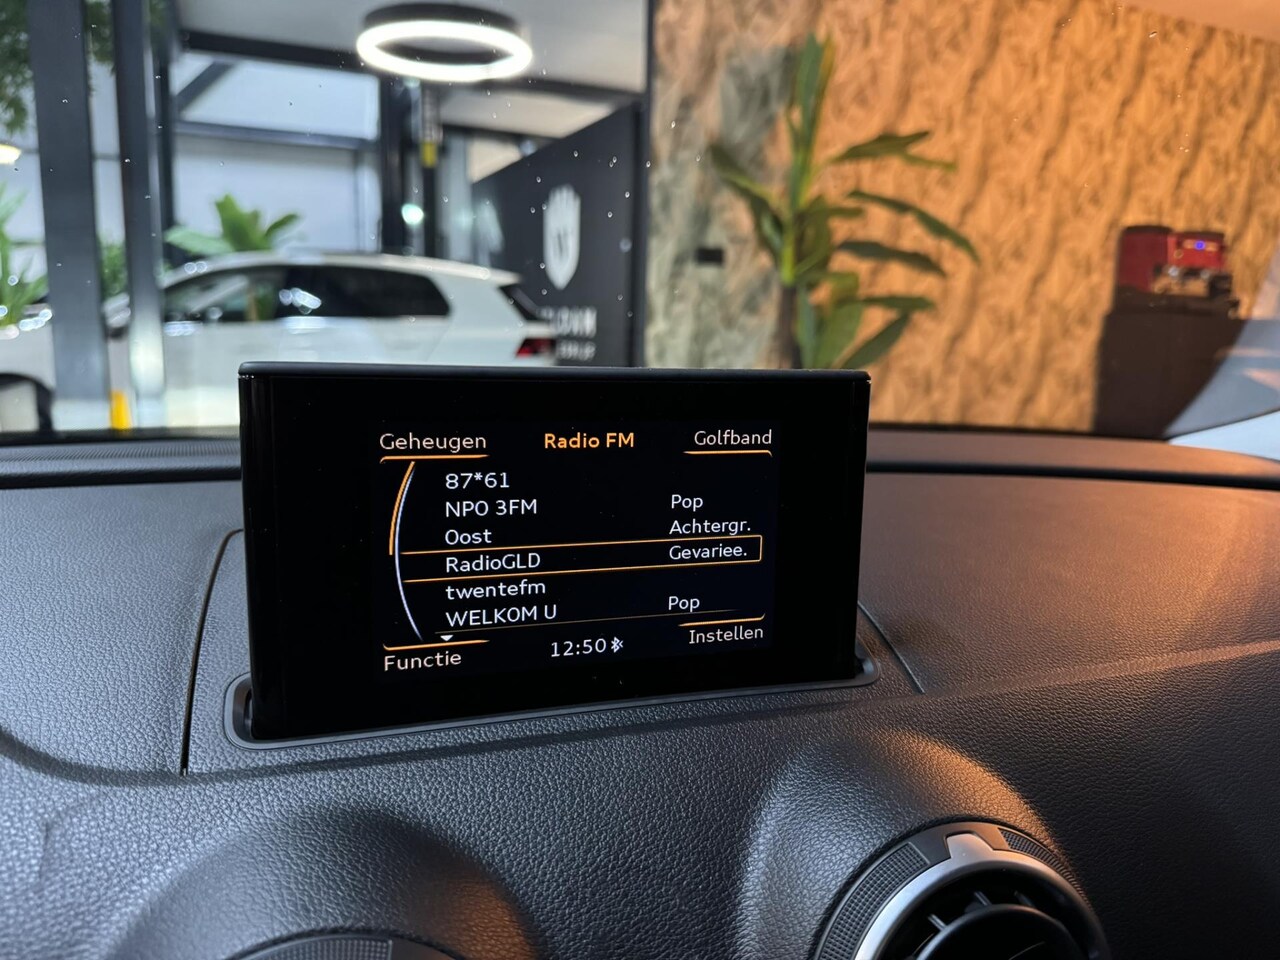 Geheugen Radio FM Golfband
87*61
NPO 3FM Pop
Oost Achtergr.
RadioGLD Gevariee.
twentefm
WELKOM U Pop
Functie 12:50 Instellen